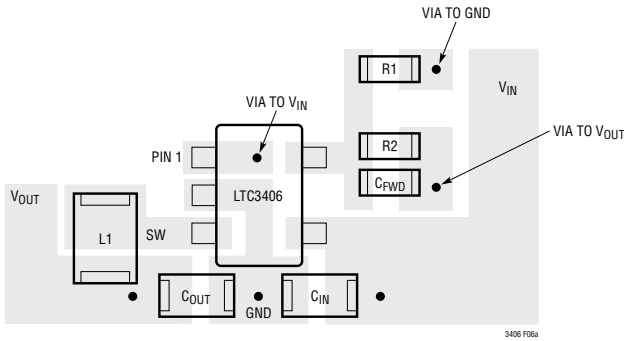 VIA TO GND
R1
VIN
VIA TO VIN
VIA TO VOUT
PIN 1
R2
CFWD
LTC3406
VOUT
L1
SW
COUT
GND
CIN
3406 F06a